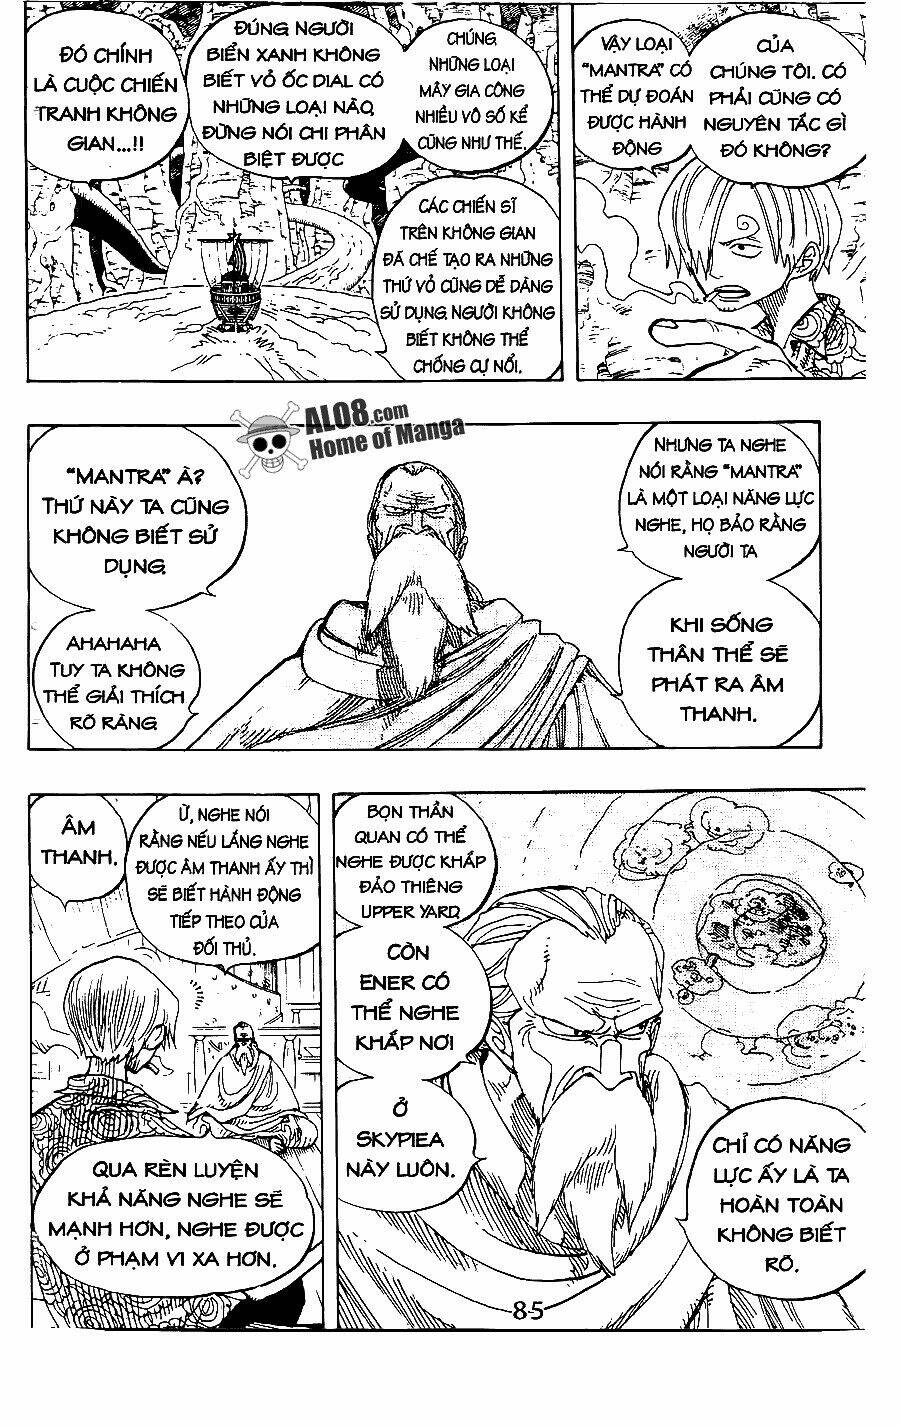 ĐÓ CHÍNH
LÀ CUỘC CHIẾN
TRANH KHÔNG
GIAN...!!
ĐÚNG NGƯỜI
BIỂN XANH KHÔNG
BIẾT VỎ ỐC DIAL CÓ
NHỮNG LOẠI NÀO,
ĐỪNG NÓI CHI PHÂN
BIỆT ĐƯỢC
CHÚNG.
NHỮNG LOẠI
MÂY GIA CÔNG
NHIỀU VÔ SỐ KỂ
CŨNG NHƯ THẾ.
CÁC CHIẾN SĨ
TRÊN KHÔNG GIAN
ĐÃ CHẾ TẠO RA NHỮNG
THỨ VỎ CŨNG DỄ DÀNG
SỬ DỤNG NGƯỜI KHÔNG
BIẾT KHÔNG THỂ
CHỐNG CỰ NỔI.
VẬY LOẠI
“MANTRA” CÓ
THỂ DỰ ĐOÁN
ĐƯỢC HÀNH
ĐỘNG
CỦA
CHÚNG TÔI. CÓ
PHẢI CŨNG CÓ
NGUYÊN TẮC GÌ
ĐÓ KHÔNG?
AL08.com
Home of Manga
“MANTRA” À?
THỨ NÀY TA CŨNG
KHÔNG BIẾT SỬ
DỤNG.
AHAHAHA
TUY TA KHÔNG
THỂ GIẢI THÍCH
RÕ RÀNG.
NHƯNG TA NGHE
NÓI RẰNG “MANTRA”
LÀ MỘT LOẠI NĂNG LỰC
NGHE, HỌ BẢO RẰNG
NGƯỜI TA
KHI SỐNG
THÂN THỂ SẼ
PHÁT RA ÂM
THANH.
ÂM
THANH.
Ừ, NGHE NÓI
RẰNG NẾU LẮNG NGHE
ĐƯỢC ÂM THANH ẤY THÌ
SẼ BIẾT HÀNH ĐỘNG
TIẾP THEO CỦA
ĐỐI THỦ.
QUA RÈN LUYỆN
KHẢ NĂNG NGHE SẼ
MẠNH HƠN, NGHE ĐƯỢC
Ở PHẠM VI XA HƠN.
BỌN THẦN
QUAN CÓ THỂ
NGHE ĐƯỢC KHẮP
ĐẢO THIÊNG
UPPER YARD
CÒN
ENER CÓ
THỂ NGHE
KHẮP NƠI
Ở
SKYPIEA
NÀY LUÔN.
CHỈ CÓ NĂNG
LỰC ẤY LÀ TA
HOÀN TOÀN
KHÔNG BIẾT
RÕ.
85